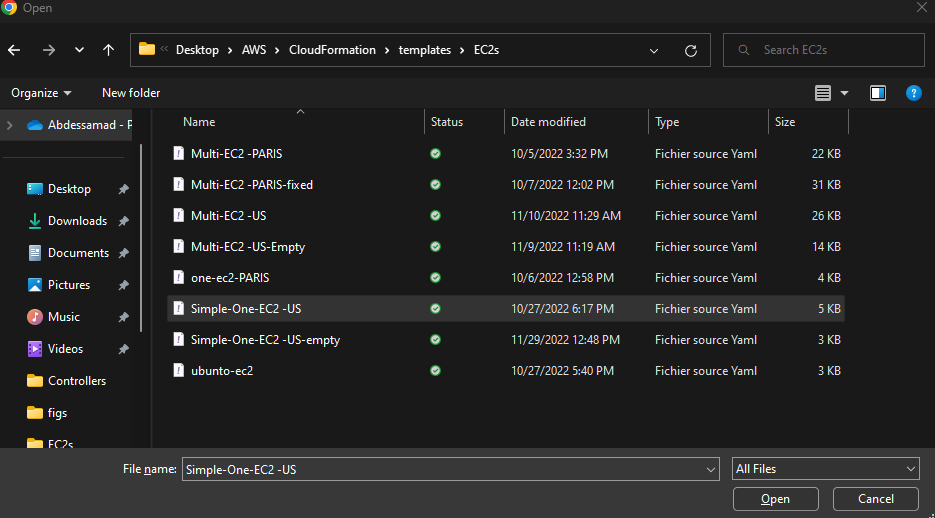 Open
Desktop > AWS > CloudFormation > templates > EC2s
Search EC2s
Organize
New folder
Abdessamad - P
Desktop
Downloads
Documents
Pictures
Music
Videos
Controllers
figs
EC2s
Name Status Date modified Type Size
Multi-EC2 -PARIS 10/5/2022 3:32 PM Fichier source Yaml 22 KB
Multi-EC2 -PARIS-fixed 10/7/2022 12:02 PM Fichier source Yaml 31 KB
Multi-EC2 -US 11/10/2022 11:29 AM Fichier source Yaml 26 KB
Multi-EC2 -US-Empty 11/9/2022 11:19 AM Fichier source Yaml 14 KB
one-ec2-PARIS 10/6/2022 12:58 PM Fichier source Yaml 4 KB
Simple-One-EC2 -US 10/27/2022 6:17 PM Fichier source Yaml 5 KB
Simple-One-EC2 -US-empty 11/29/2022 12:48 PM Fichier source Yaml 3 KB
ubunto-ec2 10/27/2022 5:40 PM Fichier source Yaml 3 KB
File name: Simple-One-EC2 -US
All Files
Open
Cancel